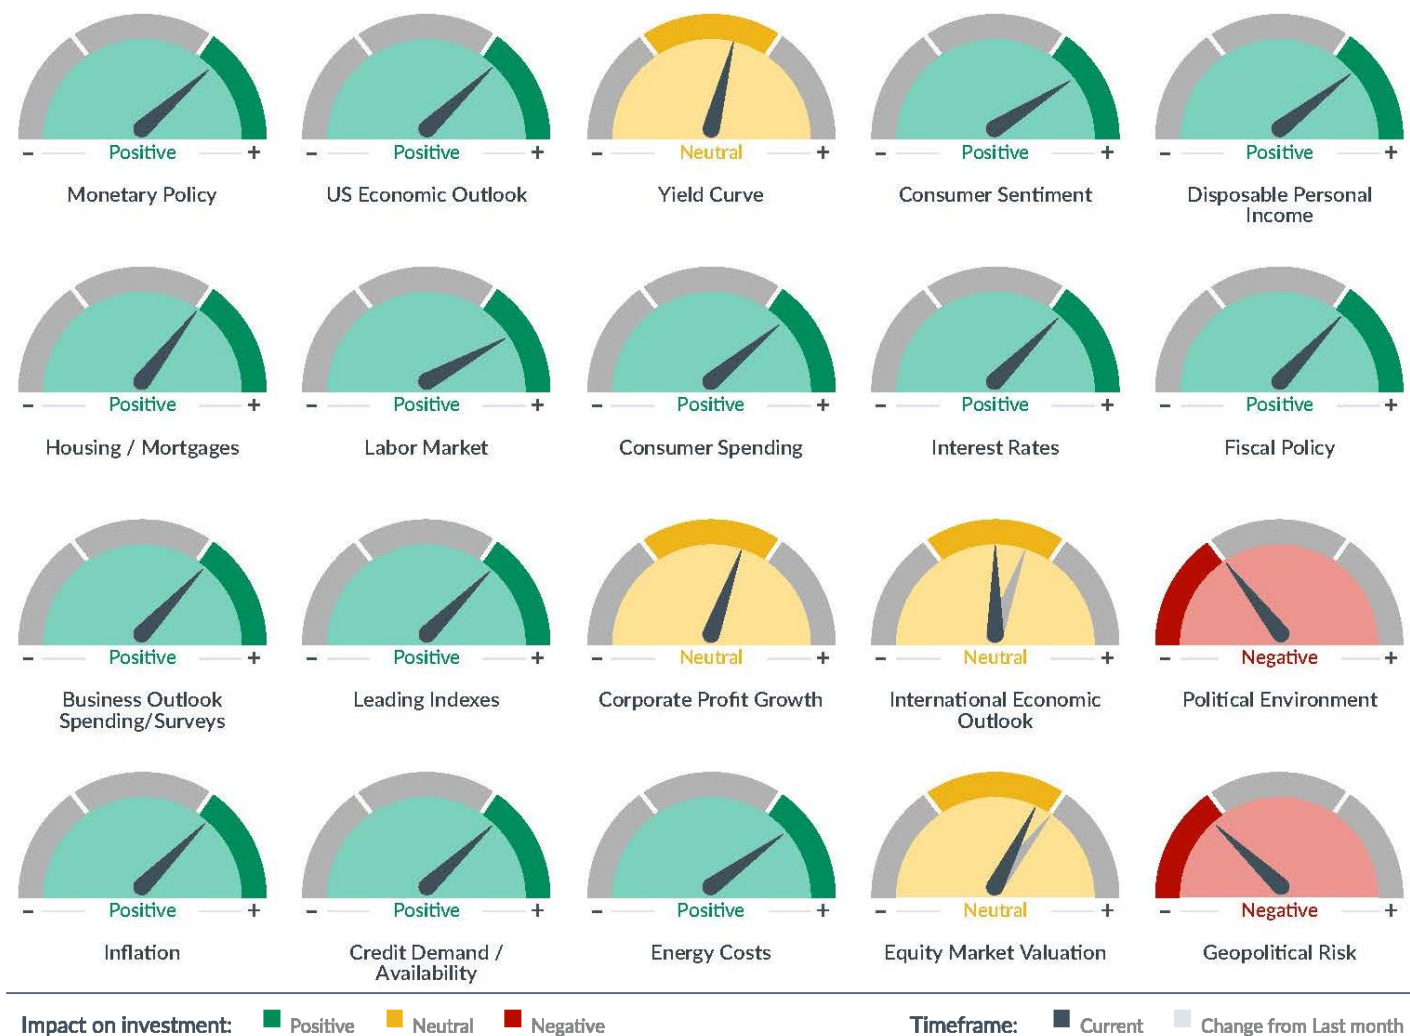 - Positive +
- Positive +
- Neutral +
- Positive +
- Positive +
Monetary Policy
US Economic Outlook
Yield Curve
Consumer Sentiment
Disposable Personal
Income
- Positive +
- Positive +
- Positive +
- Positive +
- Positive +
Housing / Mortgages
Labor Market
Consumer Spending
Interest Rates
Fiscal Policy
- Positive +
- Positive +
- Neutral +
- Neutral +
- Negative +
Business Outlook
Spending/Surveys
Leading Indexes
Corporate Profit Growth
International Economic
Outlook
Political Environment
- Positive +
- Positive +
- Positive +
- Neutral +
- Negative +
Inflation
Credit Demand /
Availability
Energy Costs
Equity Market Valuation
Geopolitical Risk
Impact on investment: Positive Neutral Negative
Timeframe: Current Change from Last month